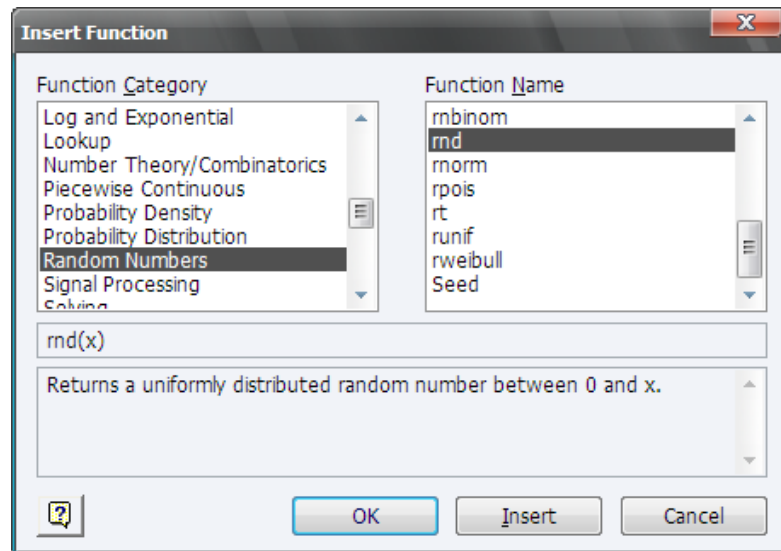 Insert Function
Function Category
Log and Exponential
Lookup
Number Theory/Combinatorics
Piecewise Continuous
Probability Density
Probability Distribution
Random Numbers
Signal Processing
Solving
Function Name
rnbinom
rnd
rnorm
rpois
rt
runif
rweibull
Seed
rnd(x)
Returns a uniformly distributed random number between 0 and x.
OK
Insert
Cancel